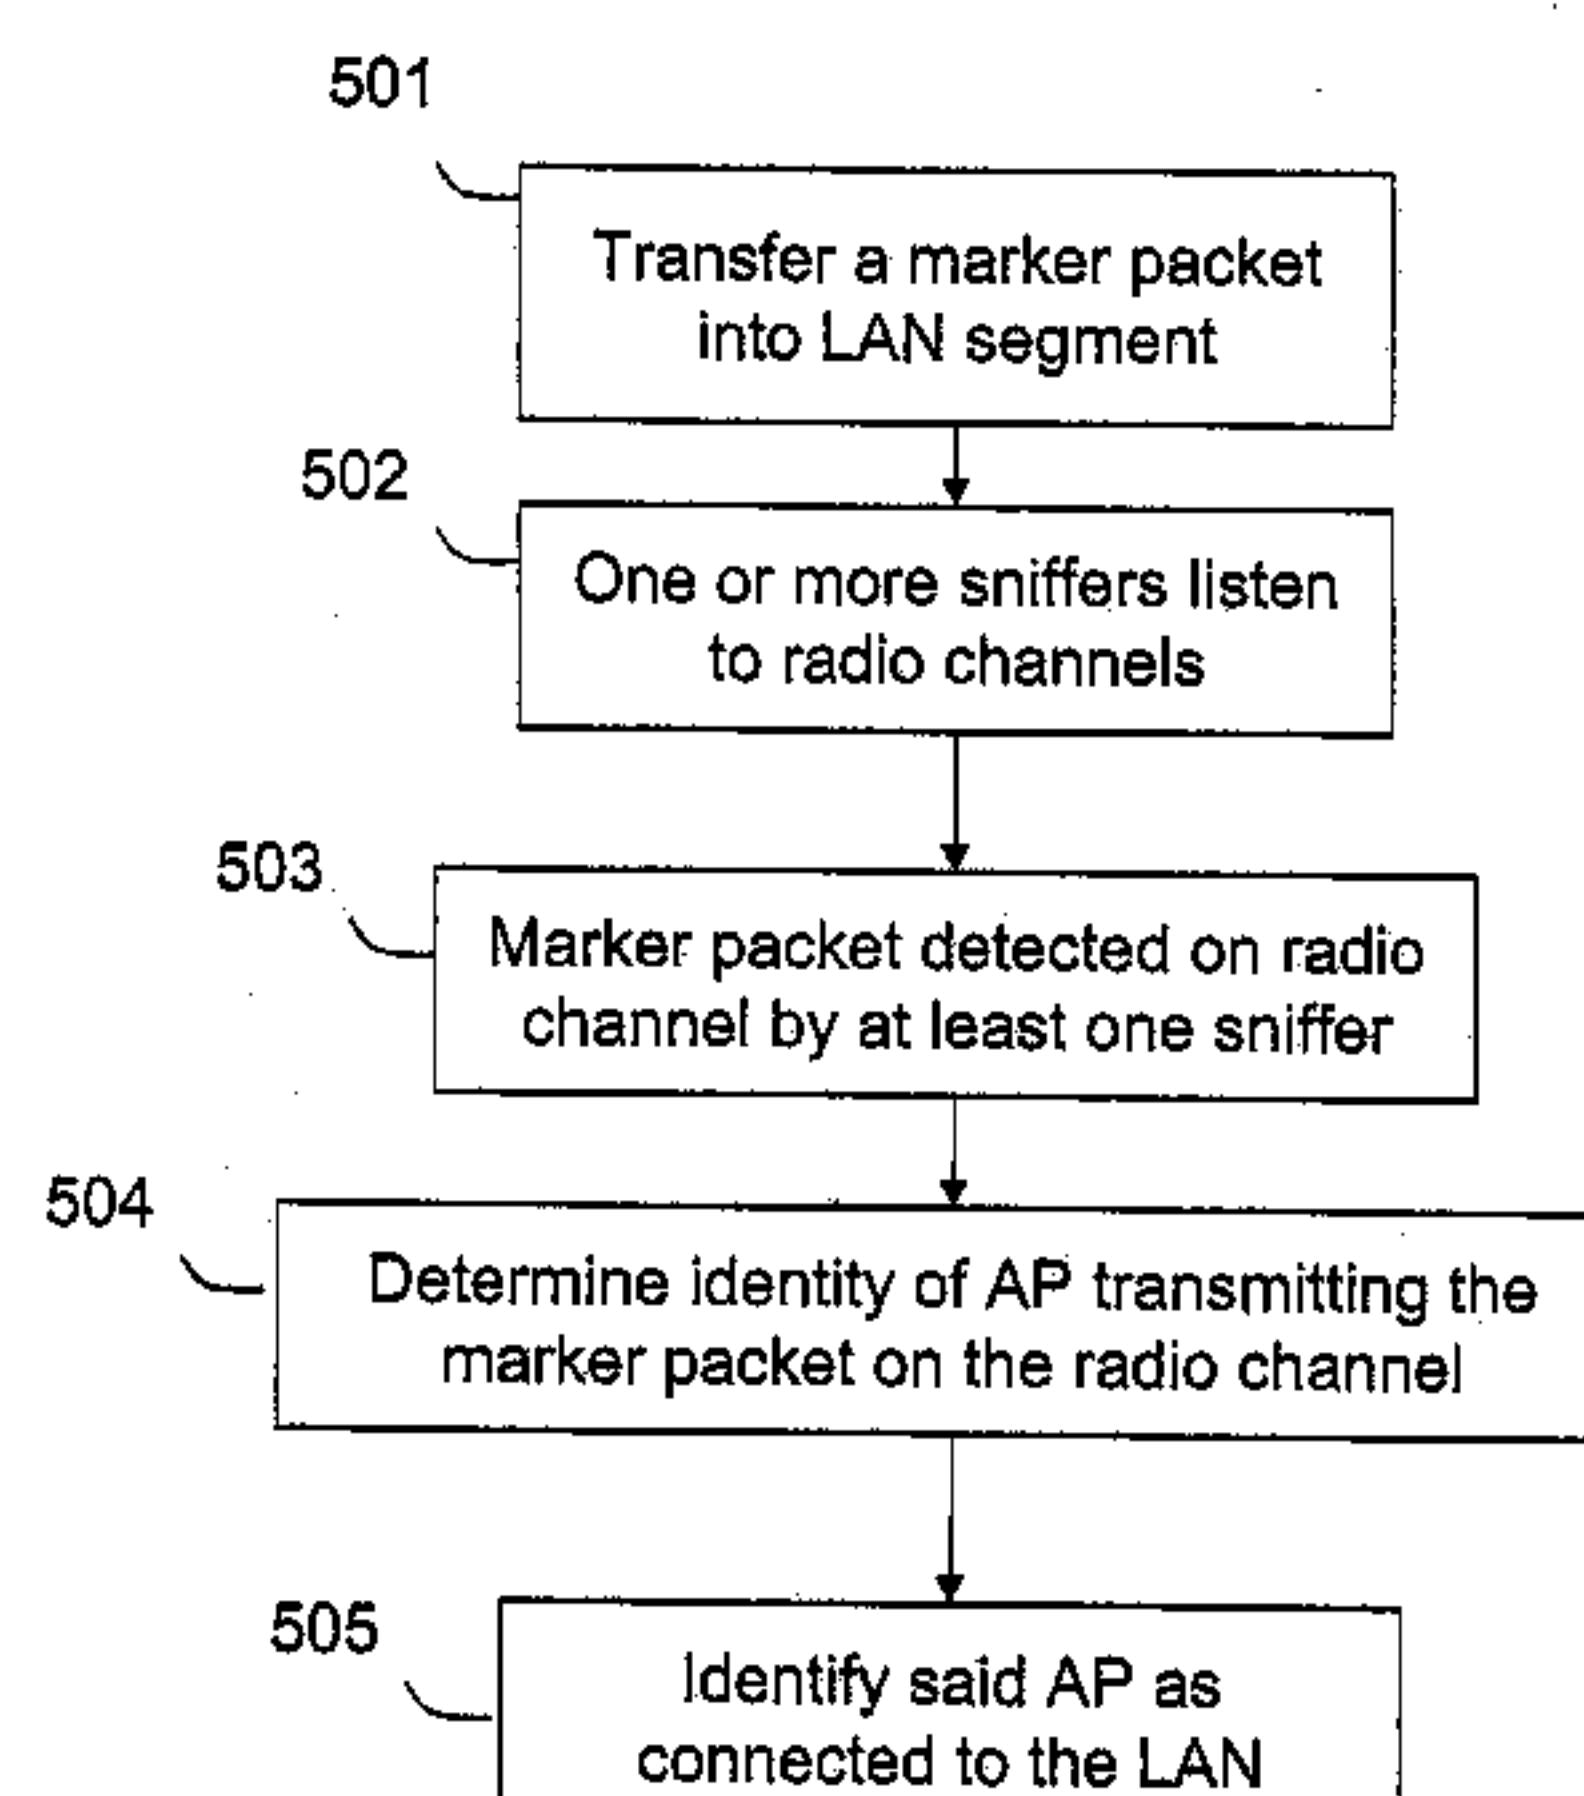 501
Transfer a marker packet
into LAN segment
502
One or more sniffers listen
to radio channels
503
Marker packet detected on radio
channel by at least one sniffer
504
Determine identity of AP transmitting the
marker packet on the radio channel
505
Identify said AP as
connected to the LAN